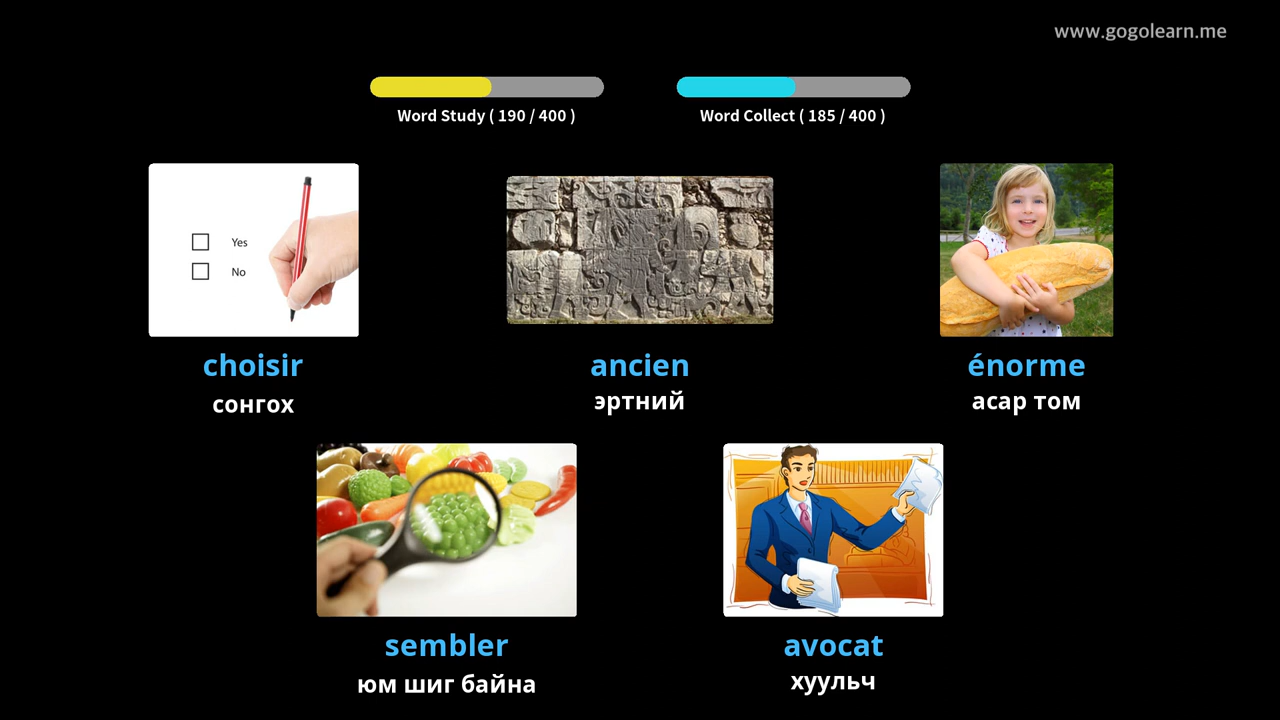 www.gogolearn.me
Word Study ( 190 / 400 )
Word Collect ( 185 / 400 )
Yes
No
choisir
сонгох
ancien
эртний
énorme
асар том
sembler
юм шиг байна
avocat
хуульч